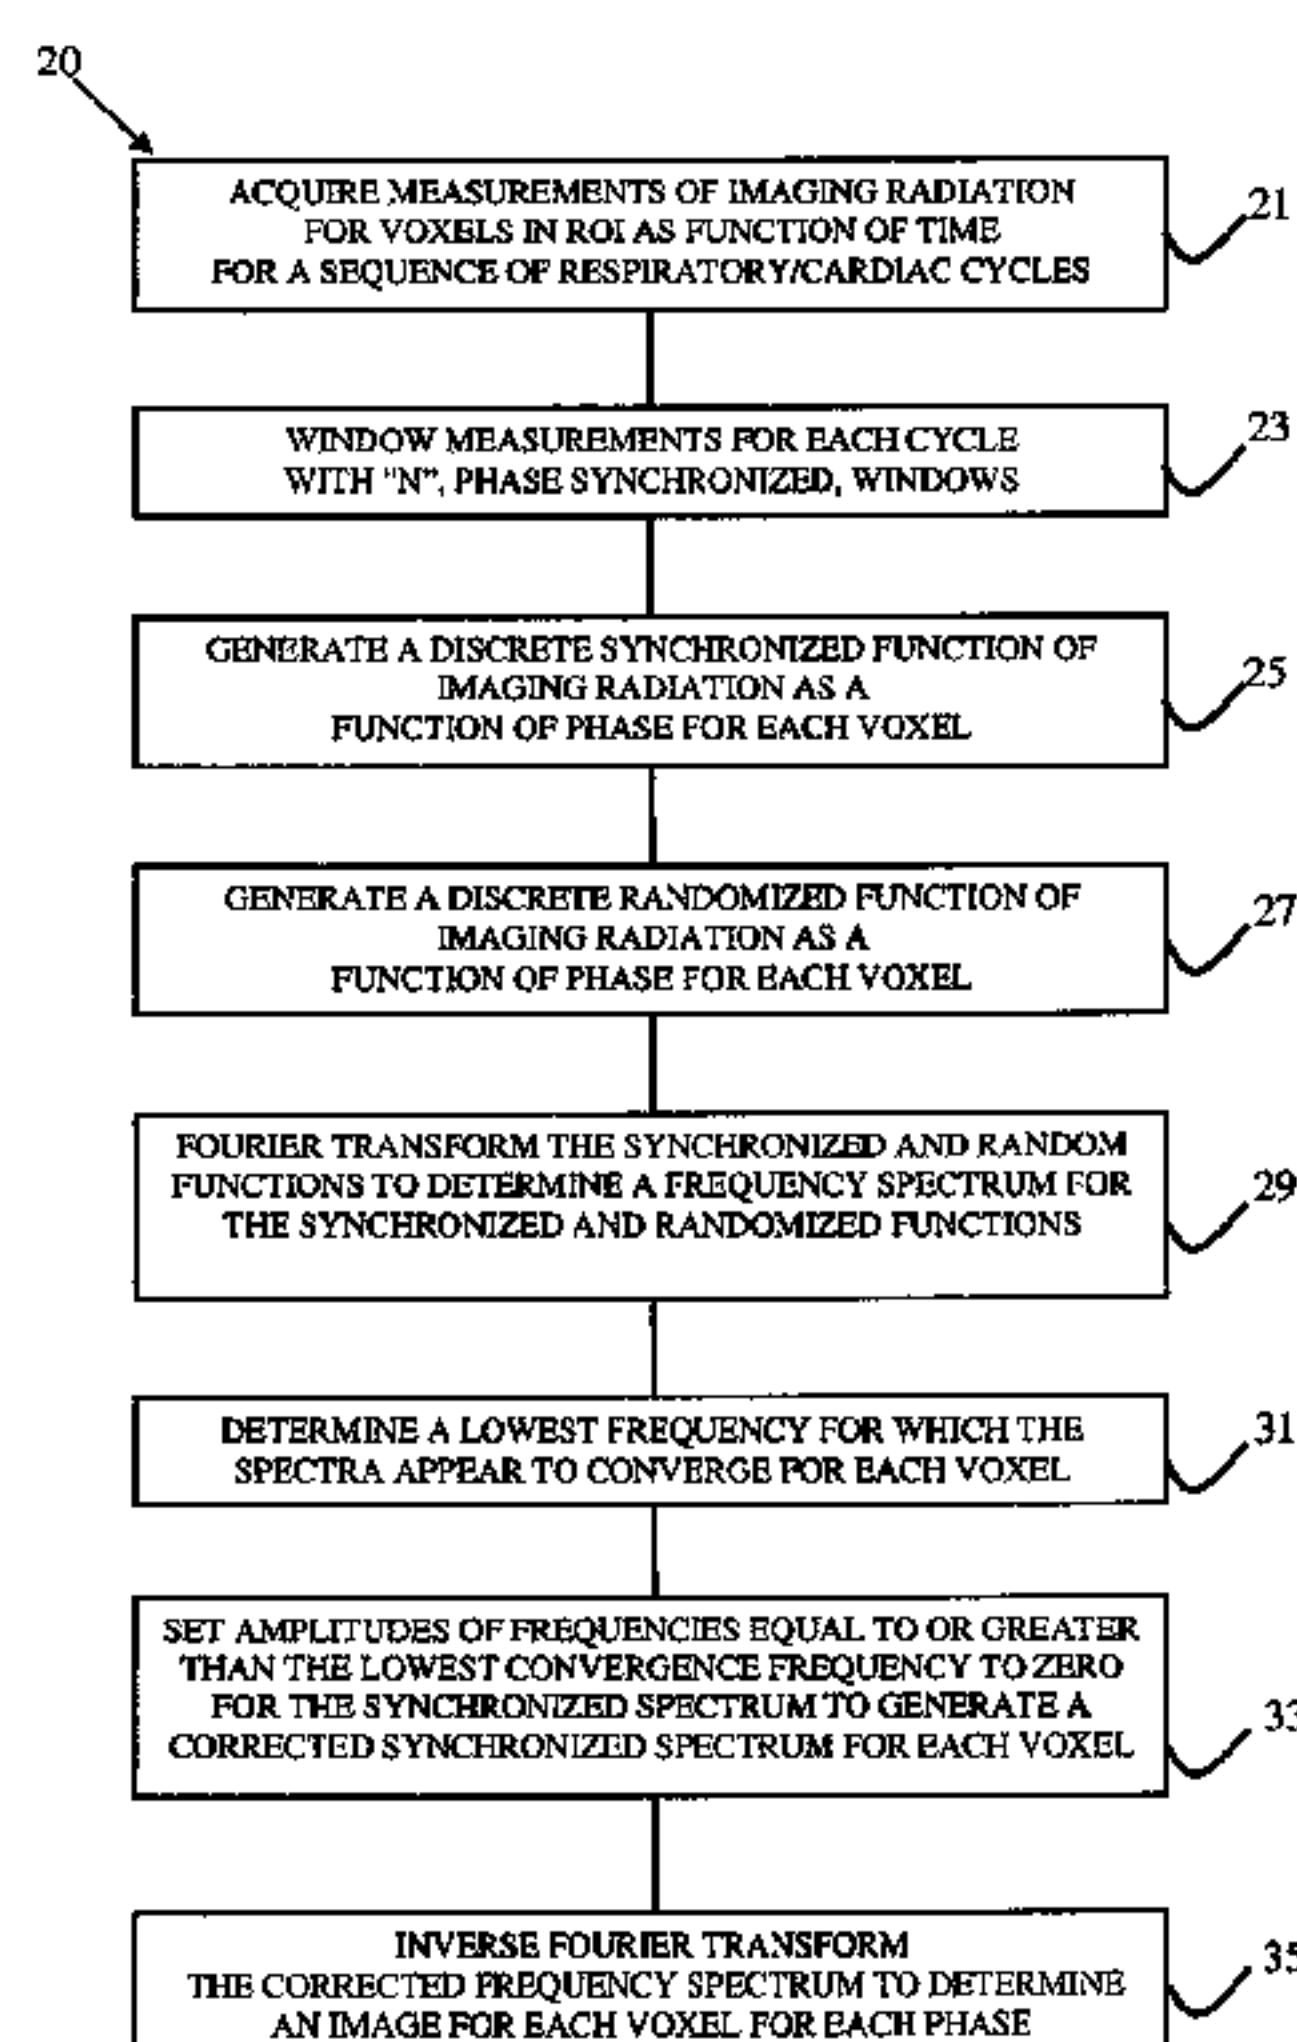 20
ACQUIRE MEASUREMENTS OF IMAGING RADIATION
FOR VOXELS IN ROI AS FUNCTION OF TIME
FOR A SEQUENCE OF RESPIRATORY/CARDIAC CYCLES
21
WINDOW MEASUREMENTS FOR EACH CYCLE
WITH "N", PHASE SYNCHRONIZED, WINDOWS
23
GENERATE A DISCRETE SYNCHRONIZED FUNCTION OF
IMAGING RADIATION AS A
FUNCTION OF PHASE FOR EACH VOXEL
25
GENERATE A DISCRETE RANDOMIZED FUNCTION OF
IMAGING RADIATION AS A
FUNCTION OF PHASE FOR EACH VOXEL
27
FOURIER TRANSFORM THE SYNCHRONIZED AND RANDOM
FUNCTIONS TO DETERMINE A FREQUENCY SPECTRUM FOR
THE SYNCHRONIZED AND RANDOMIZED FUNCTIONS
29
DETERMINE A LOWEST FREQUENCY FOR WHICH THE
SPECTRA APPEAR TO CONVERGE FOR EACH VOXEL
31
SET AMPLITUDES OF FREQUENCIES EQUAL TO OR GREATER
THAN THE LOWEST CONVERGENCE FREQUENCY TO ZERO
FOR THE SYNCHRONIZED SPECTRUM TO GENERATE A
CORRECTED SYNCHRONIZED SPECTRUM FOR EACH VOXEL
33
INVERSE FOURIER TRANSFORM
THE CORRECTED FREQUENCY SPECTRUM TO DETERMINE
AN IMAGE FOR EACH VOXEL FOR EACH PHASE
35